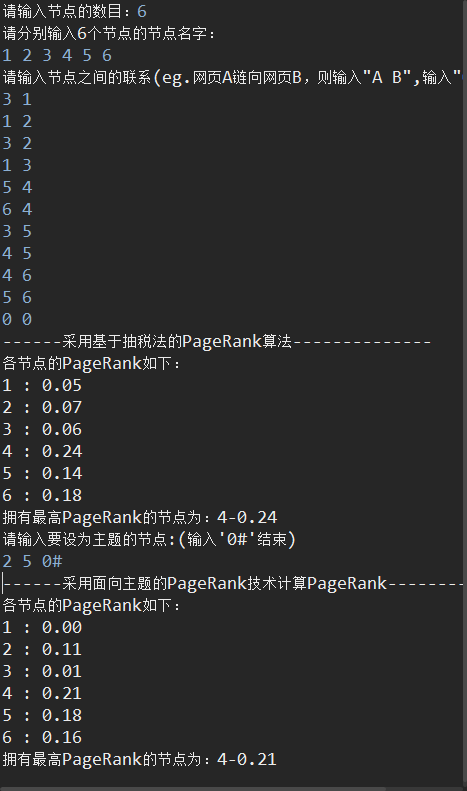 请输入节点的数目：6
请分别输入6个节点的节点名字：
1 2 3 4 5 6
请输入节点之间的联系(eg.网页A链向网页B，则输入"A B",输入"
3 1
1 2
3 2
1 3
5 4
6 4
3 5
4 5
4 6
5 6
0 0
------采用基于抽税法的PageRank算法--------------
各节点的PageRank如下：
1 : 0.05
2 : 0.07
3 : 0.06
4 : 0.24
5 : 0.14
6 : 0.18
拥有最高PageRank的节点为：4-0.24
请输入要设为主题的节点:(输入'0#'结束)
2 5 0#
------采用面向主题的PageRank技术计算PageRank--------
各节点的PageRank如下：
1 : 0.00
2 : 0.11
3 : 0.01
4 : 0.21
5 : 0.18
6 : 0.16
拥有最高PageRank的节点为：4-0.21